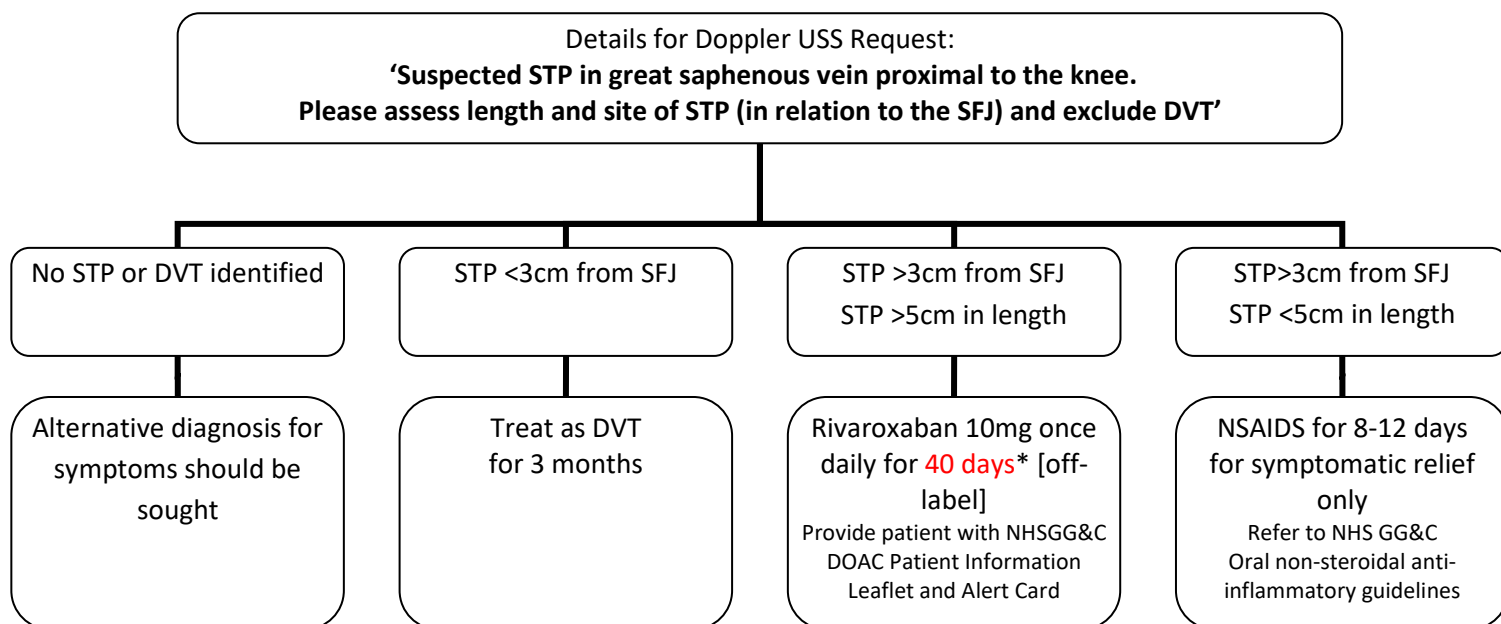 Details for Doppler USS Request:
‘Suspected STP in great saphenous vein proximal to the knee.
Please assess length and site of STP (in relation to the SFJ) and exclude DVT’
No STP or DVT identified
STP <3cm from SFJ
STP >3cm from SFJ
STP >5cm in length
STP>3cm from SFJ
STP <5cm in length
Alternative diagnosis for
symptoms should be
sought
Treat as DVT
for 3 months
Rivaroxaban 10mg once
daily for 40 days* [off-
label]
Provide patient with NHSGG&C
DOAC Patient Information
Leaflet and Alert Card
NSAIDS for 8-12 days
for symptomatic relief
only
Refer to NHS GG&C
Oral non-steroidal anti-
inflammatory guidelines